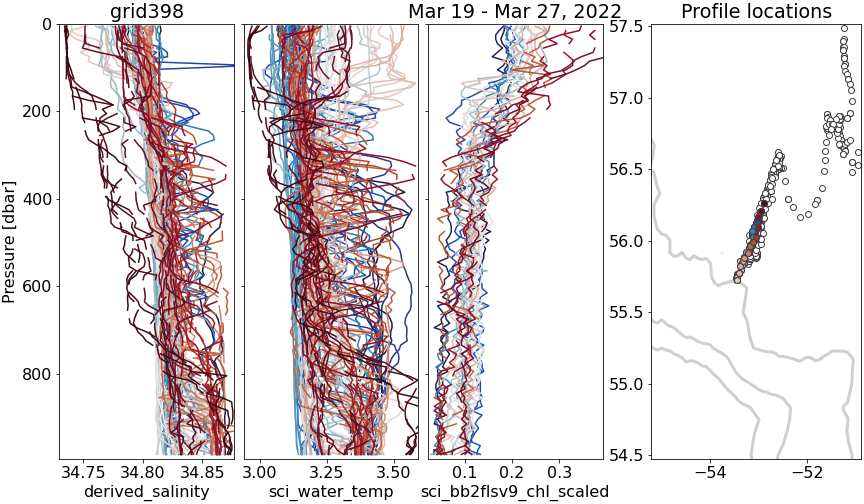 grid398
Mar 19 - Mar 27, 2022
Profile locations
0
200
400
600
800
Pressure [dbar]
34.75 34.80 34.85
derived_salinity
3.00 3.25 3.50
sci_water_temp
0.1 0.2 0.3
sci_bb2flsv9_chl_scaled
57.5
57.0
56.5
56.0
55.5
55.0
54.5
−54 −52